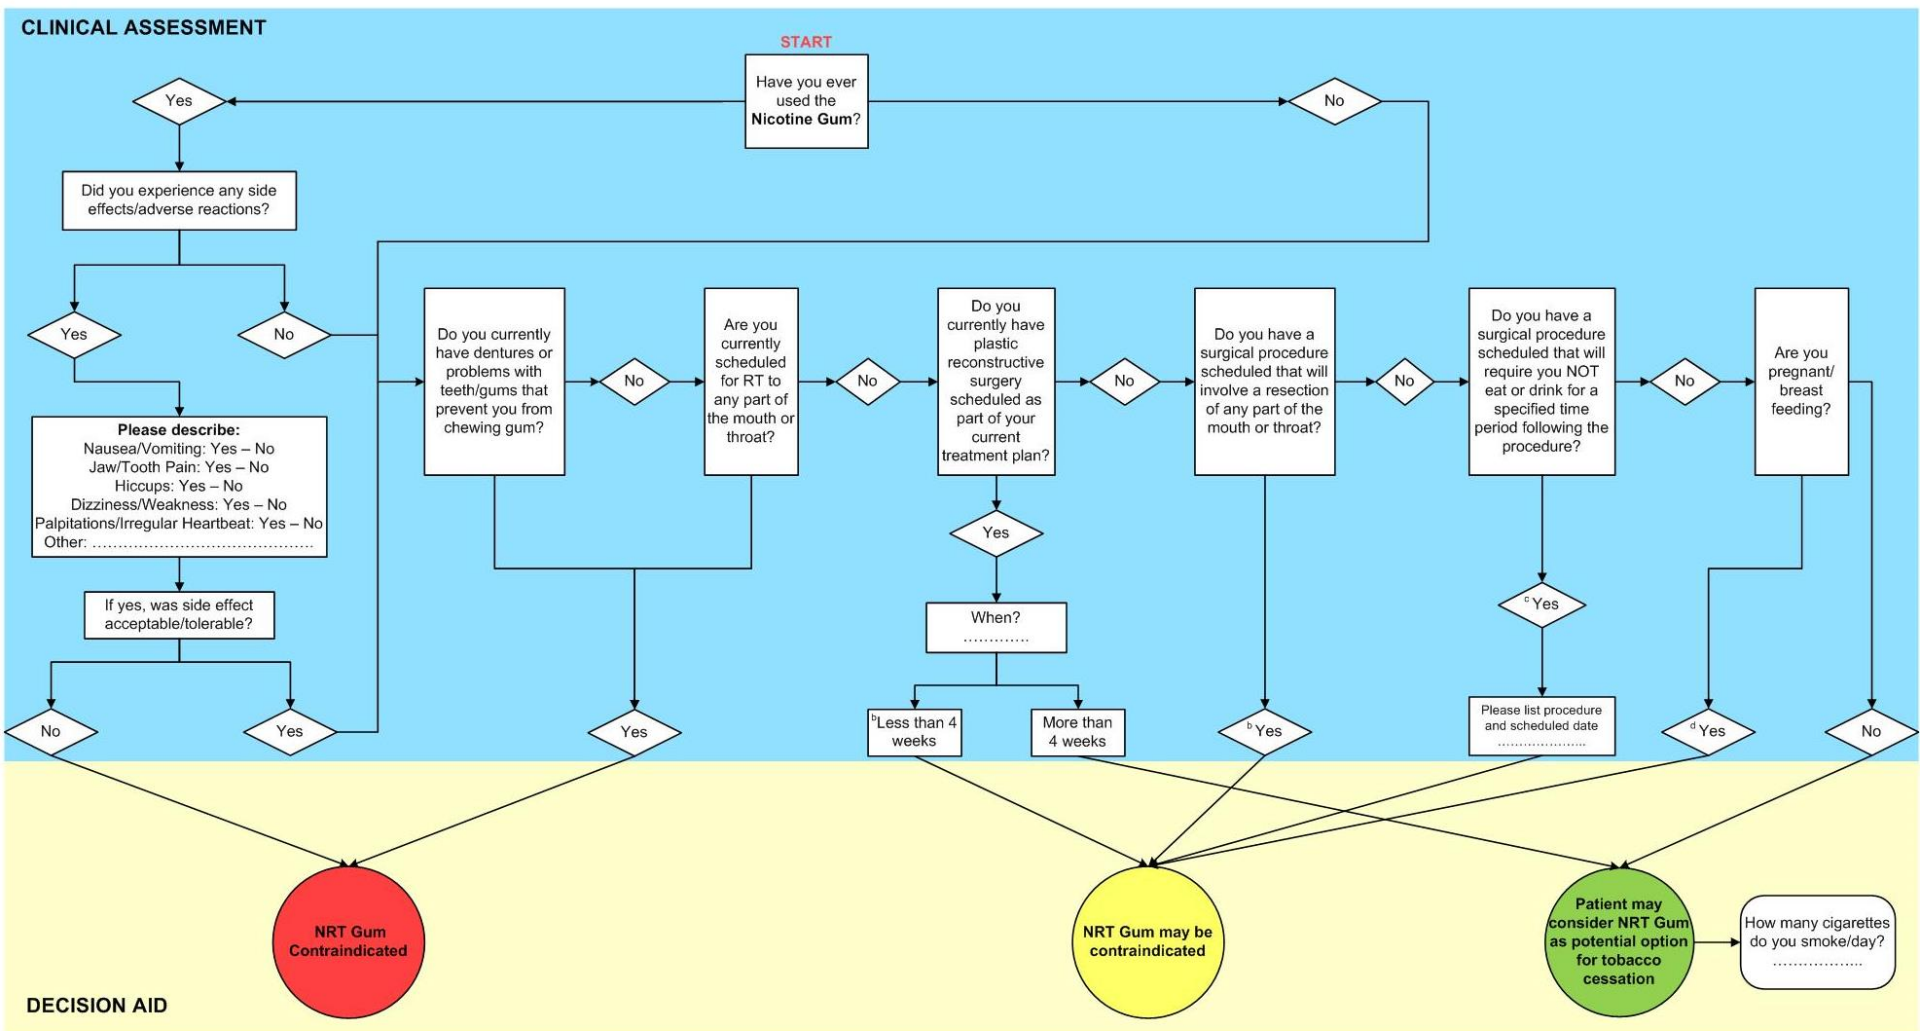 CLINICAL ASSESSMENT
START
Have you ever
used the
Nicotine Gum?
Yes
No
Did you experience any side
effects/adverse reactions?
Yes
No
Please describe:
Nausea/Vomiting: Yes – No
Jaw/Tooth Pain: Yes – No
Hiccups: Yes – No
Dizziness/Weakness: Yes – No
Palpitations/Irregular Heartbeat: Yes – No
Other: ...........................................
If yes, was side effect
acceptable/tolerable?
No
Yes
Do you currently
have dentures or
problems with
teeth/gums that
prevent you from
chewing gum?
No
Are you
currently
scheduled
for RT to
any part of
the mouth or
throat?
Yes
No
Do you
currently have
plastic
reconstructive
surgery
scheduled as
part of your
current
treatment plan?
Yes
When?
.............
b Less than 4
weeks
More than
4 weeks
No
Do you have a
surgical procedure
scheduled that will
involve a resection
of any part of the
mouth or throat?
b Yes
No
Do you have a
surgical procedure
scheduled that will
require you NOT
eat or drink for a
specified time
period following the
procedure?
c Yes
Please list procedure
and scheduled date
.....................
No
Are you
pregnant/
breast
feeding?
d Yes
No
NRT Gum
Contraindicated
NRT Gum may be
contraindicated
Patient may
consider NRT Gum
as potential option
for tobacco
cessation
How many cigarettes
do you smoke/day?
.................
DECISION AID